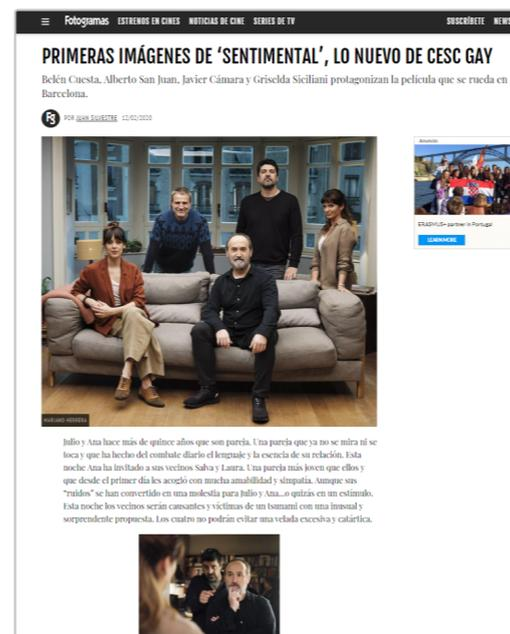 Fotogramas ESTRENOS EN CINES NOTICIAS DE CINE SERIES DE TV SUSCRÍBETE NEWS
PRIMERAS IMÁGENES DE ‘SENTIMENTAL’, LO NUEVO DE CESC GAY
Belén Cuesta, Alberto San Juan, Javier Cámara y Griselda Siciliani protagonizan la película que se rueda en
Barcelona.
POR JUAN SILVESTRE 12/02/2020
Anuncio
ERASMUS+ partner in Portugal
LEARN MORE
MARIANO HERRERA
Julio y Ana hace más de quince años que son pareja. Una pareja que ya no se mira ni se
toca y que ha hecho del combate diario el lenguaje y la esencia de su relación. Esta
noche Ana ha invitado a sus vecinos Salva y Laura. Una pareja más joven que ellos y
que desde el primer día les acogió con mucha amabilidad y simpatía. Aunque sus
"ruidos" se han convertido en una molestia para Julio y Ana...o quizás en un estímulo.
Esta noche los vecinos serán causantes y víctimas de un tsunami con una inusual y
sorprendente propuesta. Los cuatro no podrán evitar una velada excesiva y catártica.